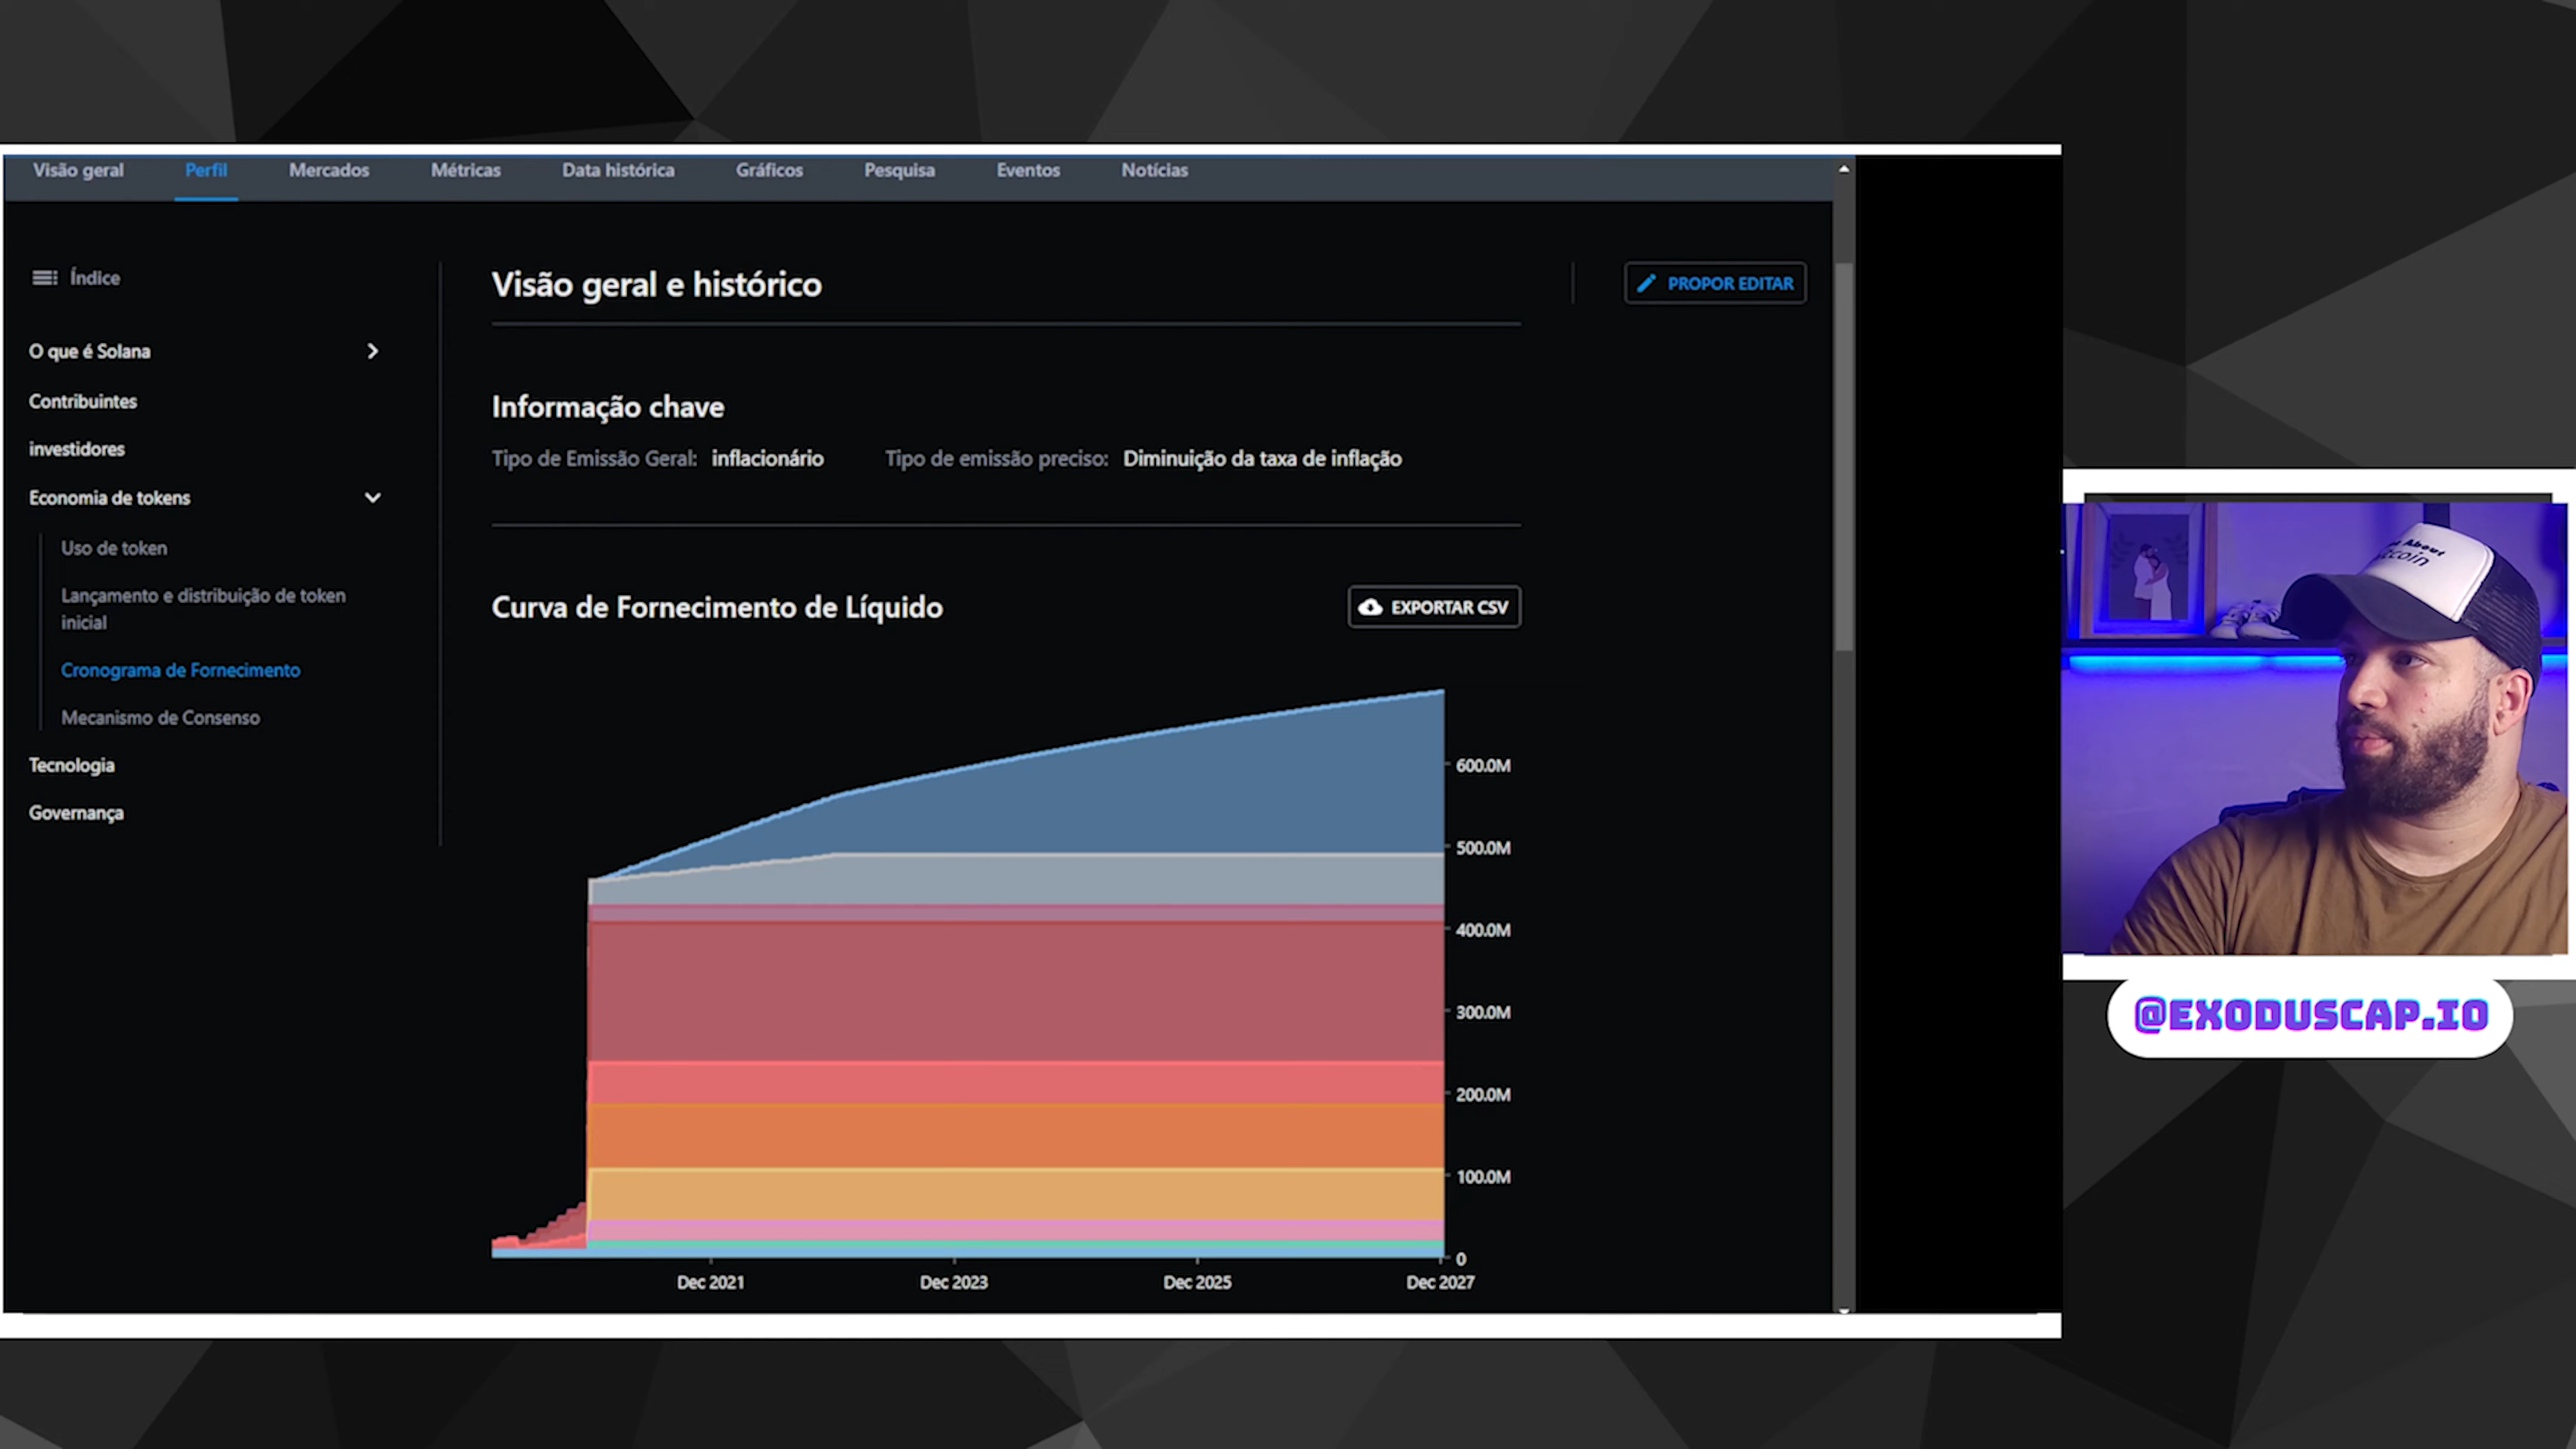 Visão geral
Perfil
Mercados
Métricas
Data histórica
Gráficos
Pesquisa
Eventos
Notícias
Índice
O que é Solana
Contribuintes
investidores
Economia de tokens
Uso de token
Lançamento e distribuição de token
inicial
Cronograma de Fornecimento
Mecanismo de Consenso
Tecnologia
Governança
Visão geral e histórico
PROPOR EDITAR
Informação chave
Tipo de Emissão Geral: inflacionário
Tipo de emissão preciso: Diminuição da taxa de inflação
Curva de Fornecimento de Líquido
EXPORTAR CSV
600.0M
500.0M
400.0M
300.0M
200.0M
100.0M
0
Dec 2021
Dec 2023
Dec 2025
Dec 2027
About
@EXODUSCAP.IO